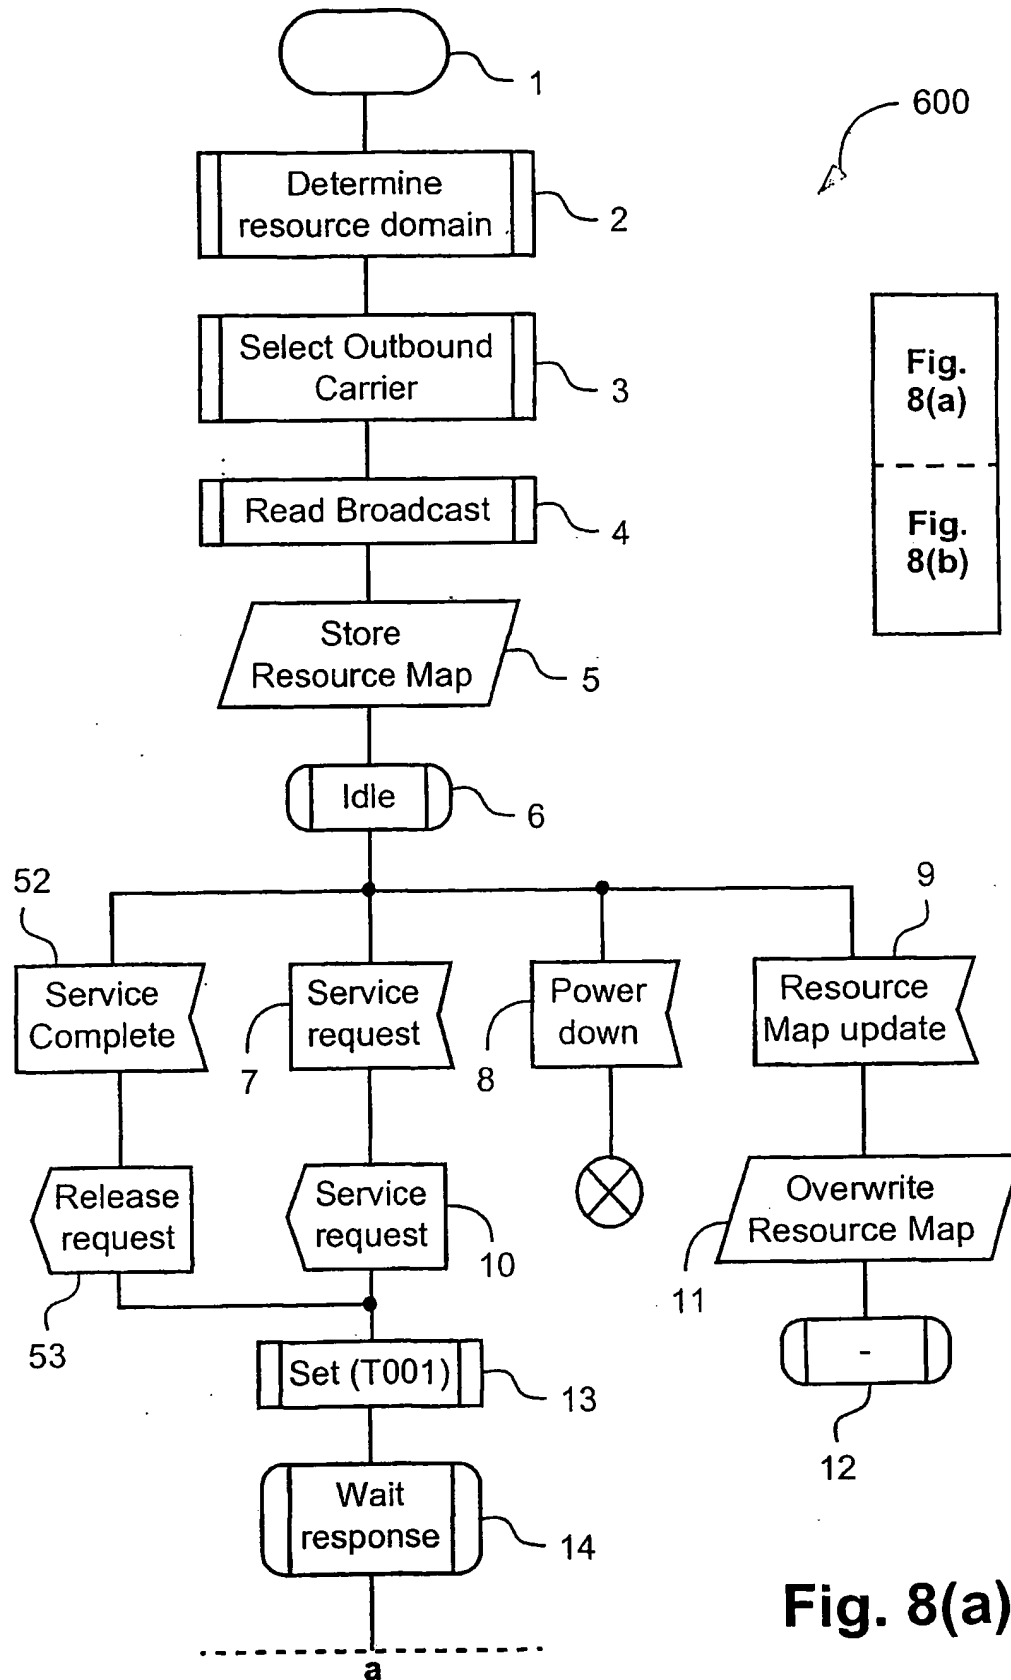 1
600
Determine
resource domain
2
Select Outbound
Carrier
3
Fig.
8(a)
Read Broadcast
4
Fig.
8(b)
Store
Resource Map
5
Idle
6
52
9
Service
Complete
Service
request
7
Power
down
8
Resource
Map update
Release
request
53
Service
request
10
Overwrite
Resource Map
11
-
12
Set (T001)
13
Wait
response
14
Fig. 8(a)
a